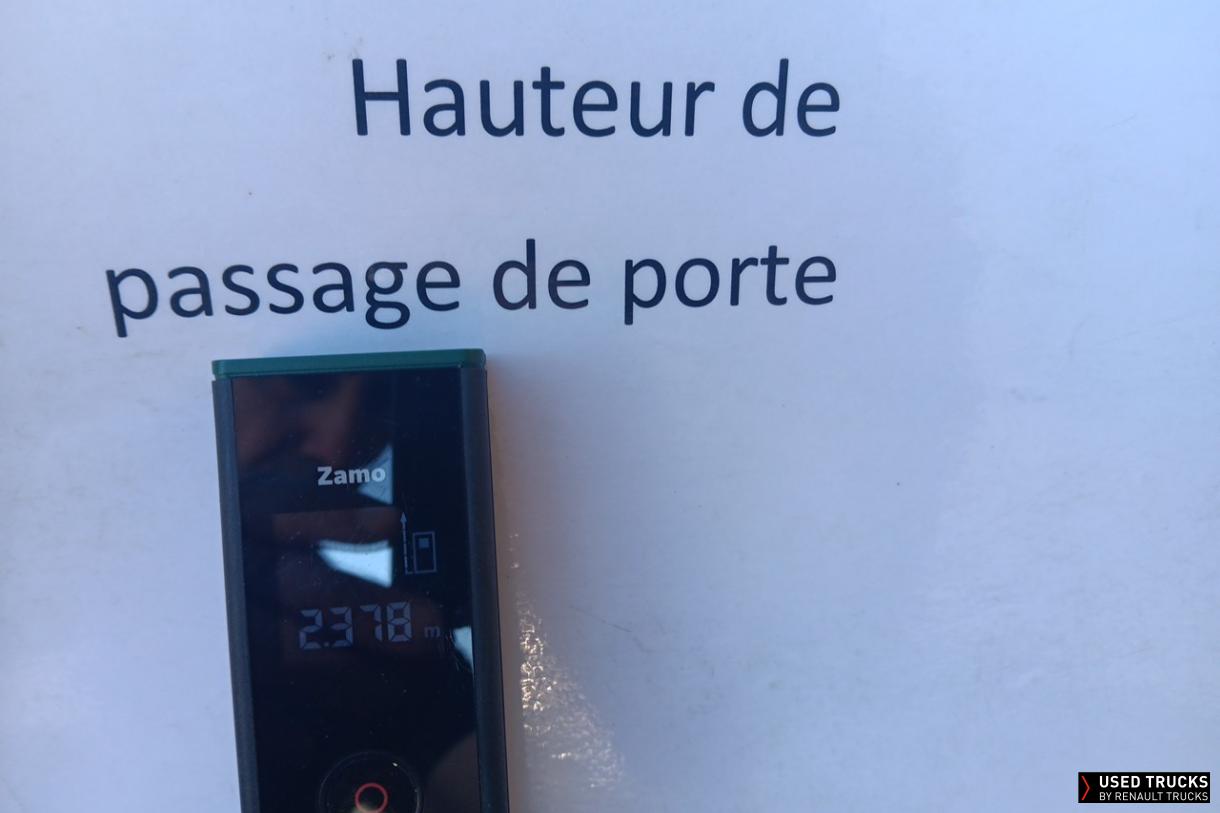 Hauteur de
passage de porte
Zamo
2.378 m
USED TRUCKS
BY RENAULT TRUCKS